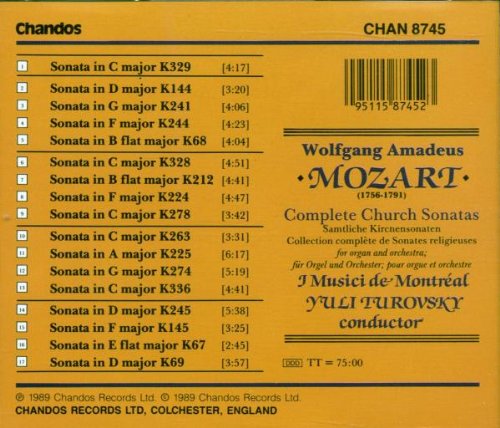 Chandos
CHAN 8745
1 Sonata in C major K329 [4:17]
2 Sonata in D major K144 [3:20]
3 Sonata in G major K241 [4:06]
4 Sonata in F major K244 [4:23]
5 Sonata in B flat major K68 [4:04]
6 Sonata in C major K328 [4:51]
7 Sonata in B flat major K212 [4:41]
8 Sonata in F major K224 [4:47]
9 Sonata in C major K278 [3:42]
10 Sonata in C major K263 [3:31]
11 Sonata in A major K225 [6:17]
12 Sonata in G major K274 [5:19]
13 Sonata in C major K336 [4:41]
14 Sonata in D major K245 [5:38]
15 Sonata in F major K145 [3:25]
16 Sonata in E flat major K67 [2:45]
17 Sonata in D major K69 [3:57]
95115 87452
Wolfgang Amadeus
· MOZART ·
(1756-1791)
Complete Church Sonatas
Samtliche Kirchensonaten
Collection complète de Sonates religieuses
for organ and orchestra;
für Orgel und Orchester; pour orgue et orchestre
I Musici de Montréal
YULI TUROVSKY
conductor
DDD TT = 75:00
℗ 1989 Chandos Records Ltd. © 1989 Chandos Records Ltd.
CHANDOS RECORDS LTD, COLCHESTER, ENGLAND